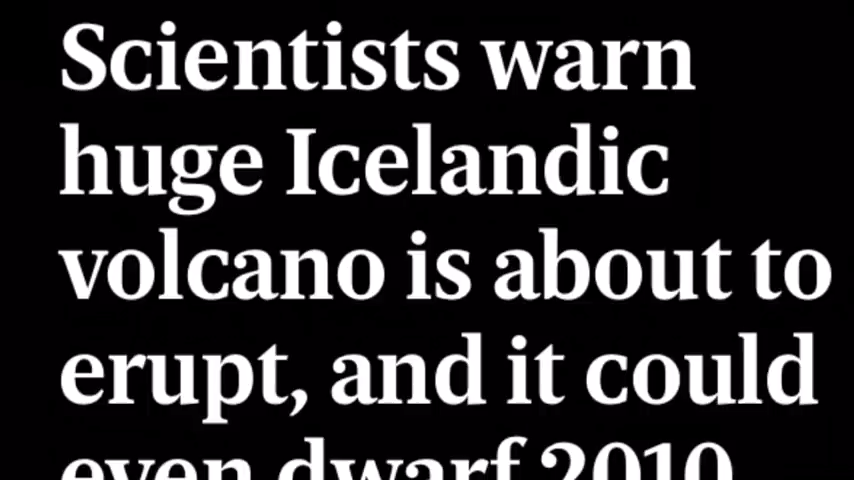 Scientists warn
huge Icelandic
volcano is about to
erupt, and it could
even dwarf 2010